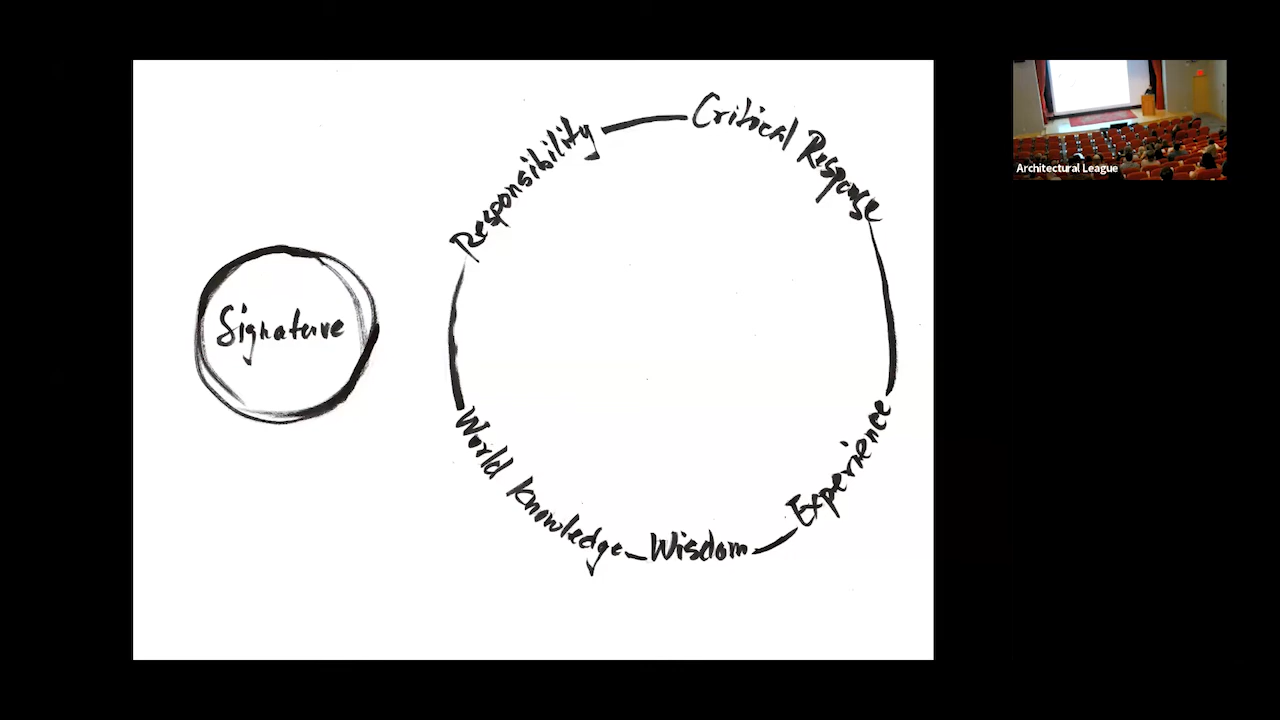 Signature
Responsibility
Critical Response
Experience
Wisdom
World Knowledge
Architectural League